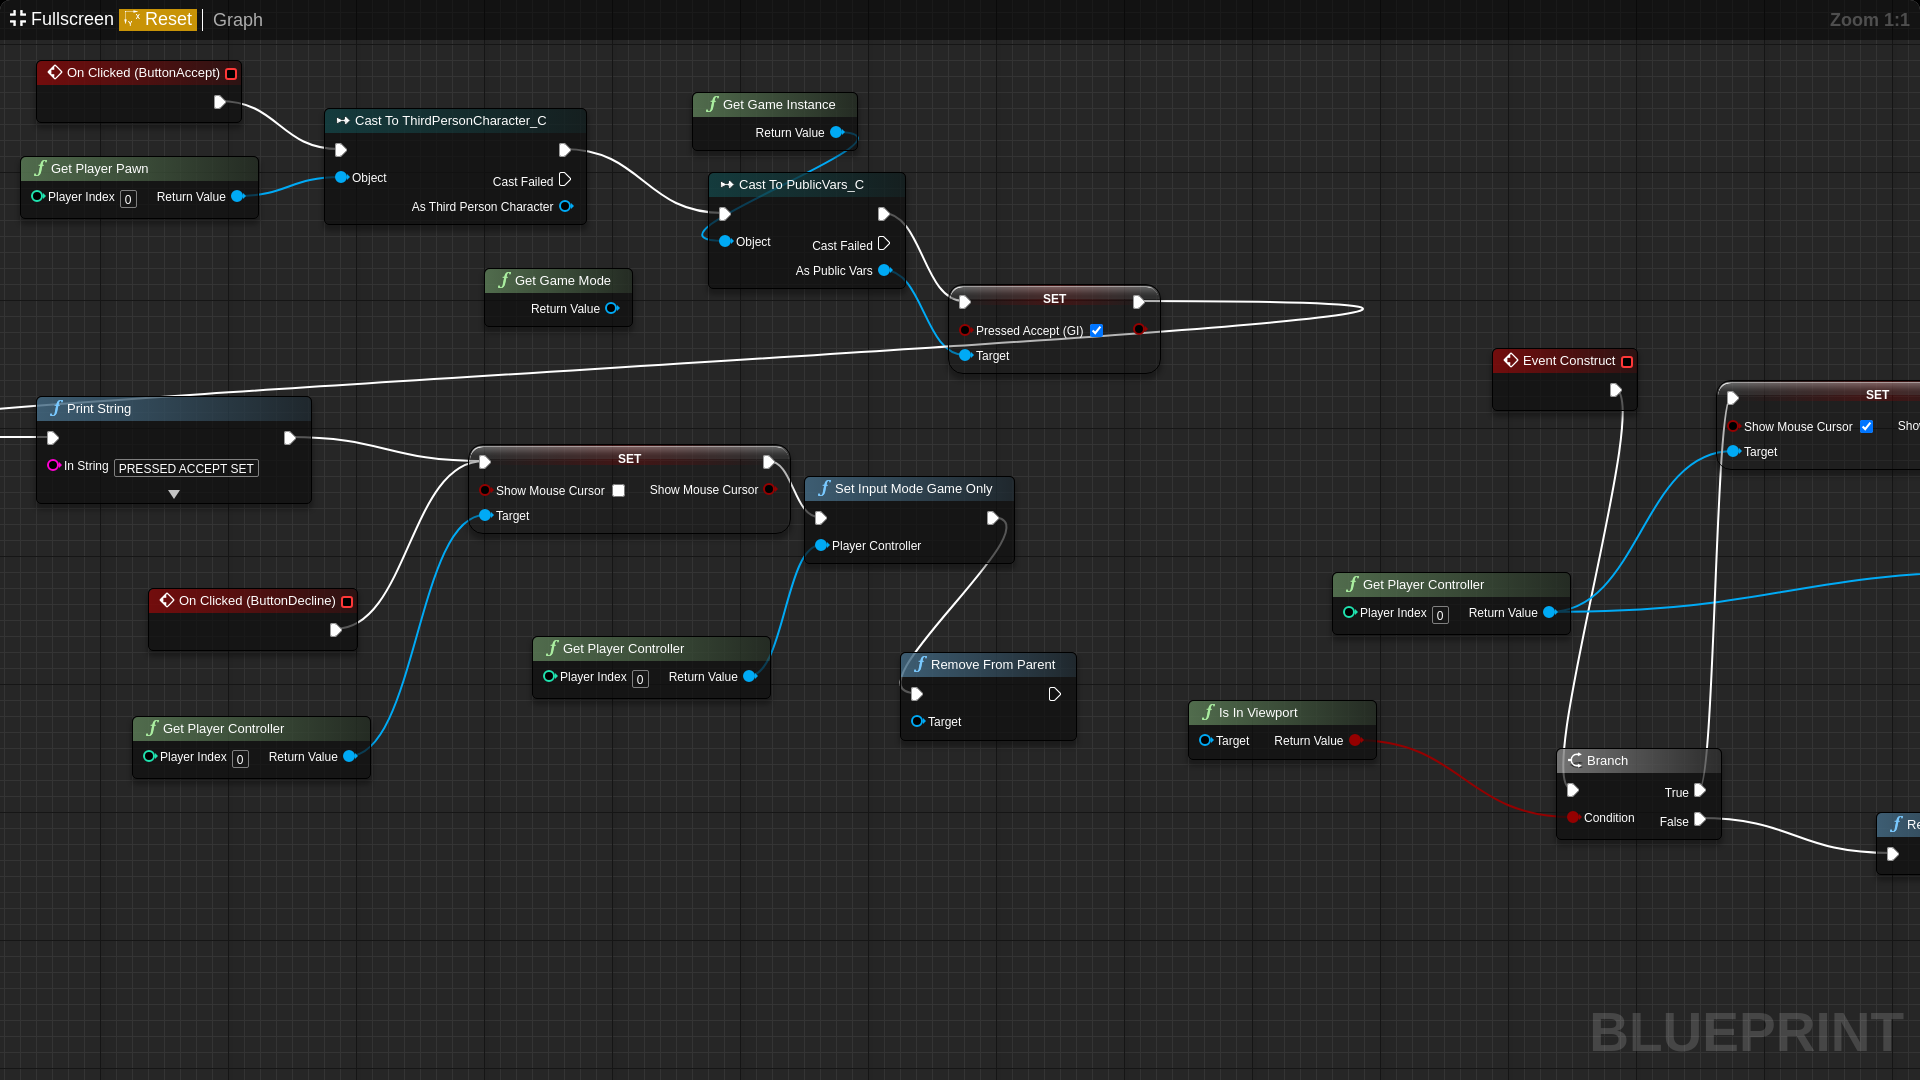 Fullscreen Reset Graph
Zoom 1:1
On Clicked (ButtonAccept)
Get Player Pawn
Player Index 0 Return Value
Cast To ThirdPersonCharacter_C
Object
Cast Failed
As Third Person Character
Get Game Instance
Return Value
Cast To PublicVars_C
Object
Cast Failed
As Public Vars
Get Game Mode
Return Value
SET
Pressed Accept (GI)
Target
Print String
In String PRESSED ACCEPT SET
SET
Show Mouse Cursor Show Mouse Cursor
Target
Set Input Mode Game Only
Player Controller
On Clicked (ButtonDecline)
Get Player Controller
Player Index 0 Return Value
Get Player Controller
Player Index 0 Return Value
Remove From Parent
Target
Event Construct
SET
Show Mouse Cursor Sho
Target
Get Player Controller
Player Index 0 Return Value
Is In Viewport
Target Return Value
Branch
True
Condition
False
Re
BLUEPRINT